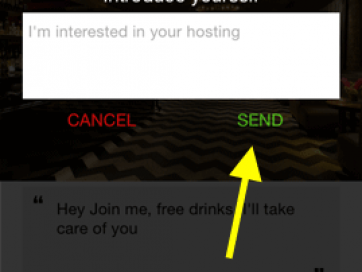 Introduce yourself
I'm interested in your hosting
CANCEL
SEND
“
Hey Join me, free drinks, I'll take
care of you
”